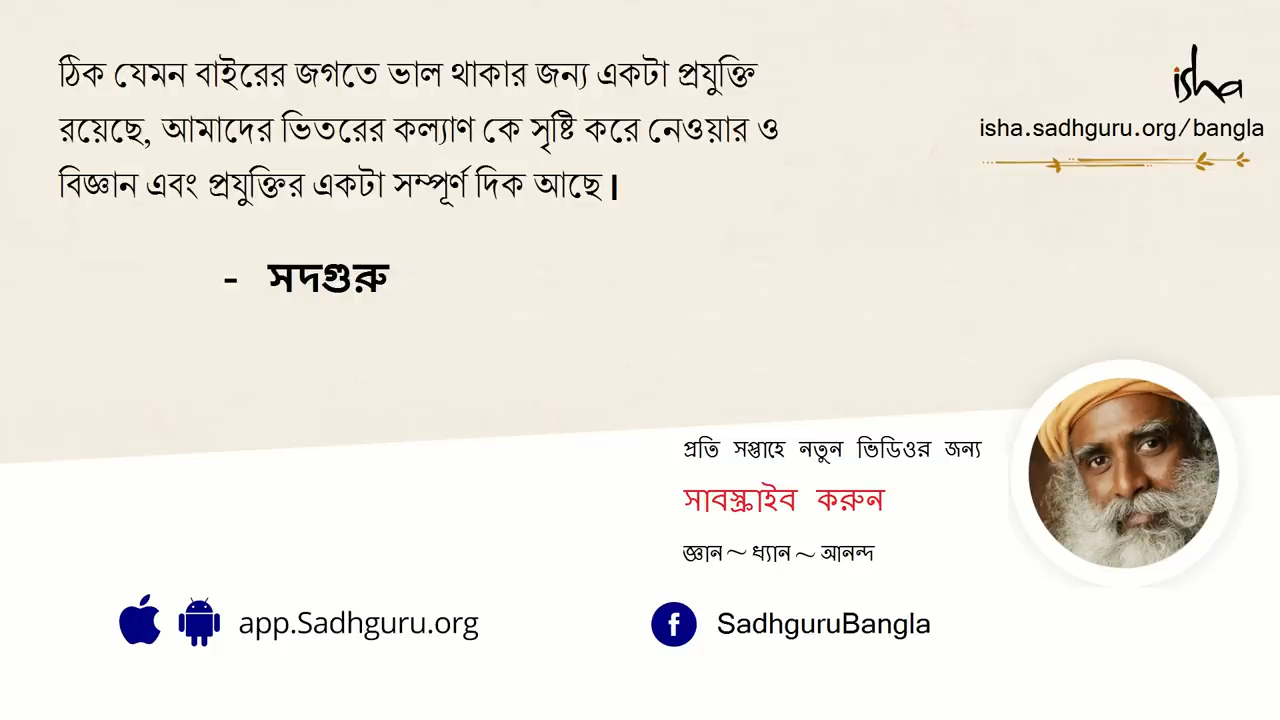 ঠিক যেমন বাইরের জগতে ভাল থাকার জন্য একটা প্রযুক্তি
রয়েছে, আমাদের ভিতরের কল্যাণ কে সৃষ্টি করে নেওয়ার ও
বিজ্ঞান এবং প্রযুক্তির একটা সম্পূর্ণ দিক আছে।
- সদগুরু
isha
isha.sadhguru.org/bangla
প্রতি সপ্তাহে নতুন ভিডিওর জন্য
সাবস্ক্রাইব করুন
জ্ঞান ~ ধ্যান ~ আনন্দ
app.Sadhguru.org
f SadhguruBangla